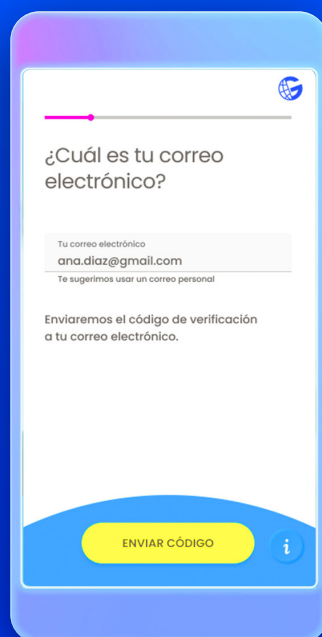 ¿Cuál es tu correo
electrónico?
Tu correo electrónico
ana.diaz@gmail.com
Te sugerimos usar un correo personal
Enviaremos el código de verificación
a tu correo electrónico.
ENVIAR CÓDIGO
i